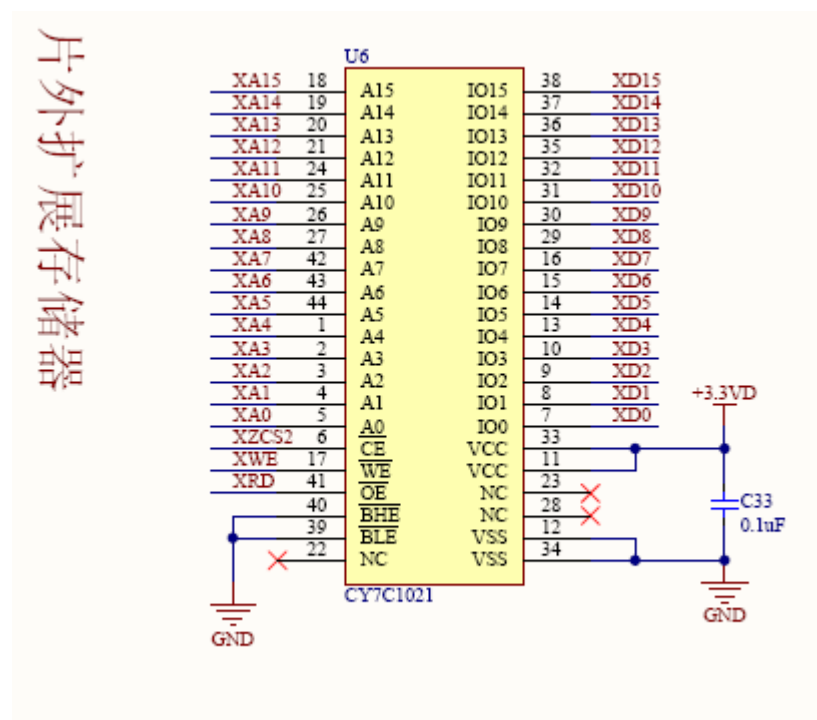 片外扩展存储器
U6
XA15 18 A15 IO15 38 XD15
XA14 19 A14 IO14 37 XD14
XA13 20 A13 IO13 36 XD13
XA12 21 A12 IO12 35 XD12
XA11 24 A11 IO11 32 XD11
XA10 25 A10 IO10 31 XD10
XA9 26 A9 IO9 30 XD9
XA8 27 A8 IO8 29 XD8
XA7 42 A7 IO7 16 XD7
XA6 43 A6 IO6 15 XD6
XA5 44 A5 IO5 14 XD5
XA4 1 A4 IO4 13 XD4
XA3 2 A3 IO3 10 XD3
XA2 3 A2 IO2 9 XD2
XA1 4 A1 IO1 8 XD1
XA0 5 A0 IO0 7 XD0
XZCS2 6 CE VCC 33
XWE 17 WE VCC 11
XRD 41 OE NC 23
40 BHE NC 28
39 BLE VSS 12
22 NC VSS 34
CY7C1021
GND
+3.3VD
C33
0.1uF
GND